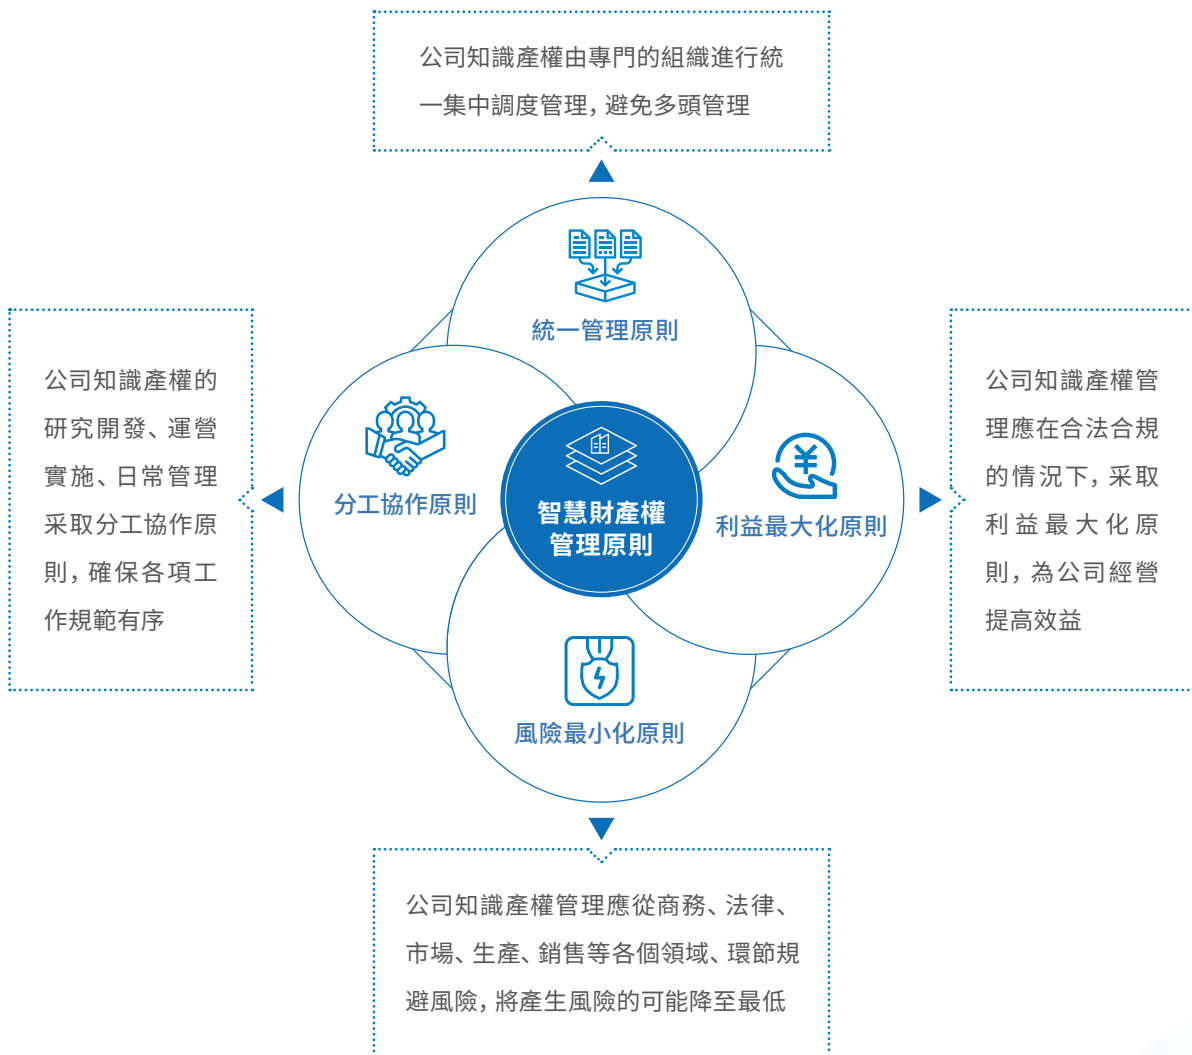 公司知識產權由專門的組織進行統
一集中調度管理，避免多頭管理
統一管理原則
公司知識產權的
研究開發、運營
實施、日常管理
采取分工協作原
則，確保各項工
作規範有序
分工協作原則
智慧財產權
管理原則
利益最大化原則
公司知識產權管
理應在合法合規
的情況下，采取
利益最大化原
則，為公司經營
提高效益
風險最小化原則
公司知識產權管理應從商務、法律、
市場、生產、銷售等各個領域、環節規
避風險，將產生風險的可能降至最低